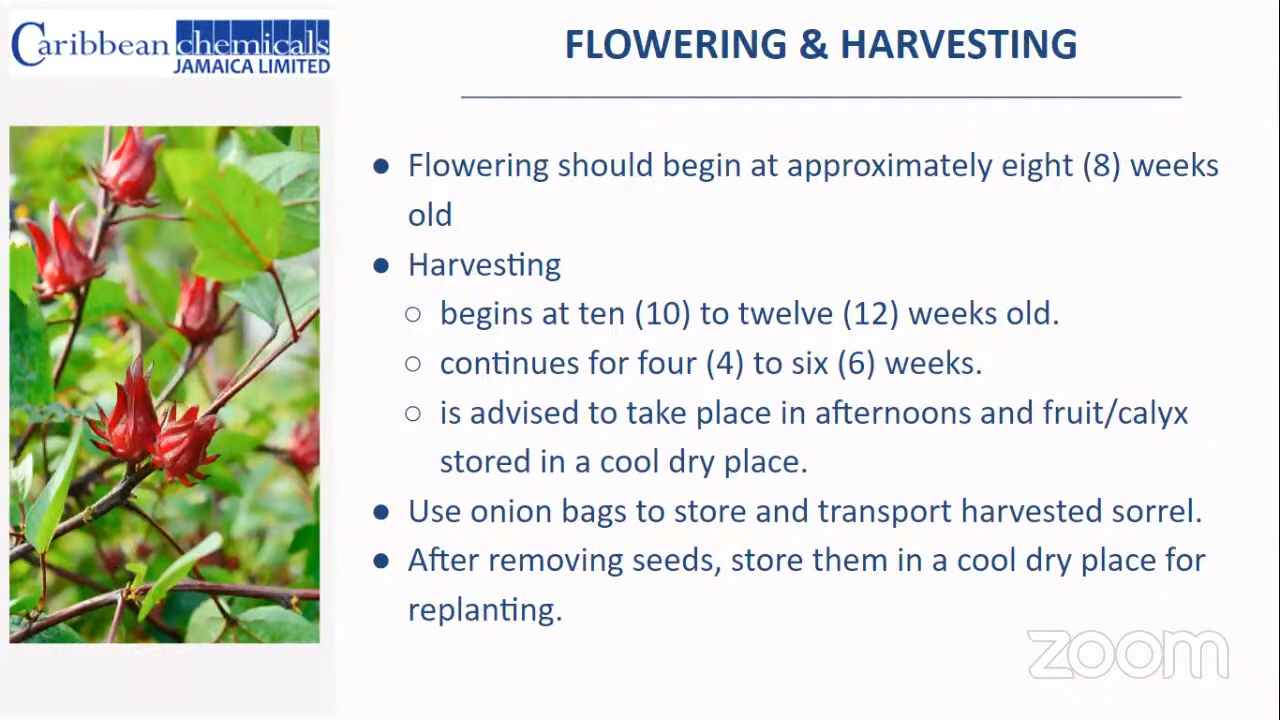 Caribbean chemicals
JAMAICA LIMITED
FLOWERING & HARVESTING
● Flowering should begin at approximately eight (8) weeks
old
● Harvesting
○ begins at ten (10) to twelve (12) weeks old.
○ continues for four (4) to six (6) weeks.
○ is advised to take place in afternoons and fruit/calyx
stored in a cool dry place.
● Use onion bags to store and transport harvested sorrel.
● After removing seeds, store them in a cool dry place for
replanting.
zoom